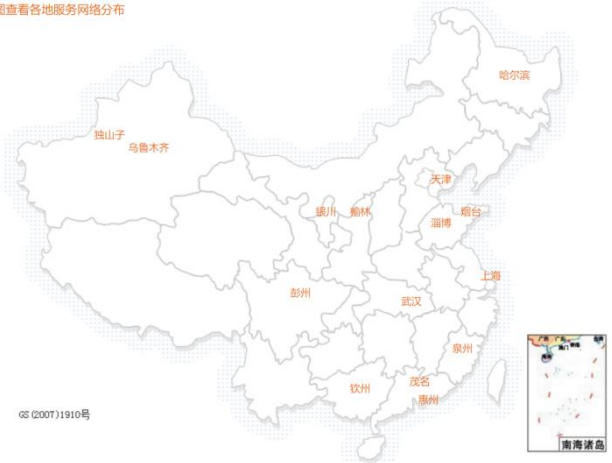 图查看各地服务网络分布
哈尔滨
独山子
乌鲁木齐
天津
银川
榆林
烟台
淄博
上海
彭州
武汉
泉州
钦州
茂名
惠州
GS(2007)1910号
南海诸岛